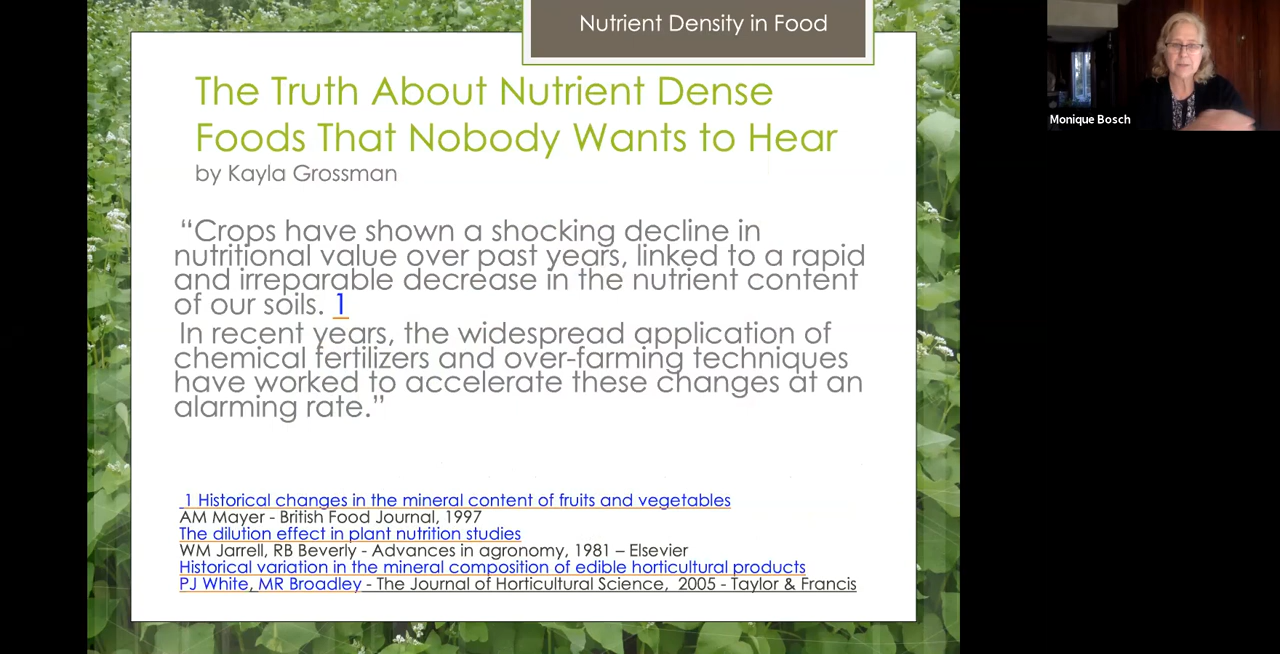 Nutrient Density in Food
The Truth About Nutrient Dense
Foods That Nobody Wants to Hear
by Kayla Grossman
“Crops have shown a shocking decline in
nutritional value over past years, linked to a rapid
and irreparable decrease in the nutrient content
of our soils. 1
In recent years, the widespread application of
chemical fertilizers and over-farming techniques
have worked to accelerate these changes at an
alarming rate.”
1 Historical changes in the mineral content of fruits and vegetables
AM Mayer - British Food Journal, 1997
The dilution effect in plant nutrition studies
WM Jarrell, RB Beverly - Advances in agronomy, 1981 – Elsevier
Historical variation in the mineral composition of edible horticultural products
PJ White, MR Broadley - The Journal of Horticultural Science, 2005 - Taylor & Francis
Monique Bosch